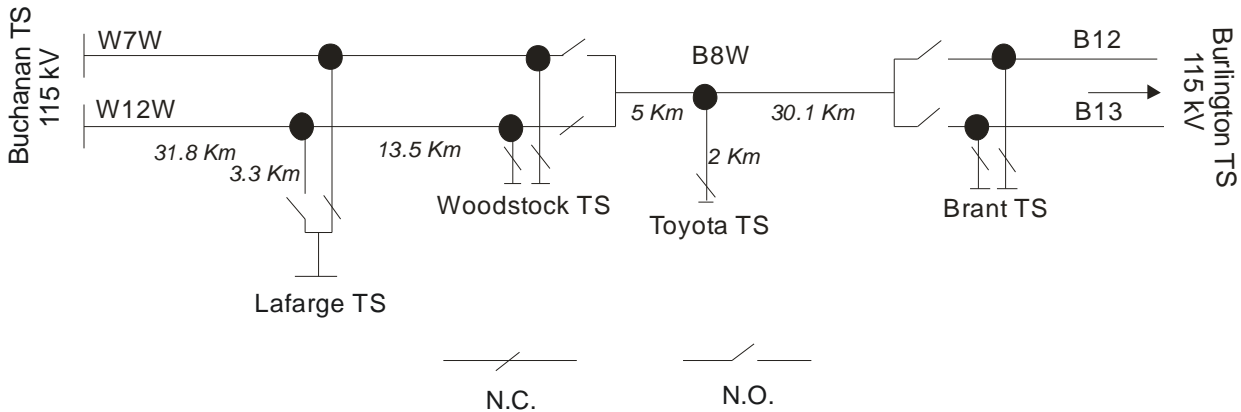 Buchanan TS
115 kV
W7W
W12W
31.8 Km
3.3 Km
13.5 Km
Lafarge TS
Woodstock TS
5 Km
B8W
30.1 Km
2 Km
Toyota TS
B12
B13
Brant TS
Burlington TS
115 kV
N.C.
N.O.